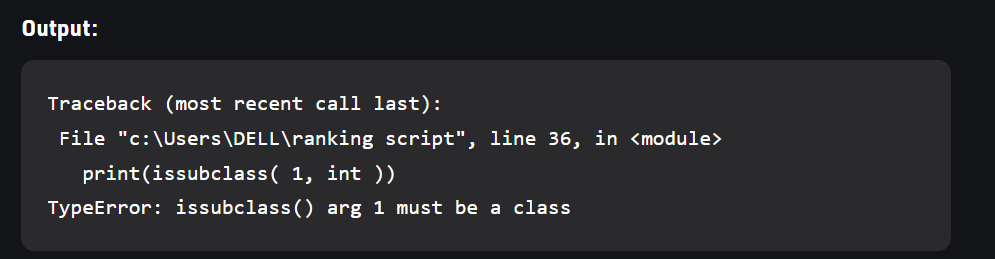 Output:
Traceback (most recent call last):
File "c:\Users\DELL\ranking script", line 36, in <module>
print(issubclass( 1, int ))
TypeError: issubclass() arg 1 must be a class